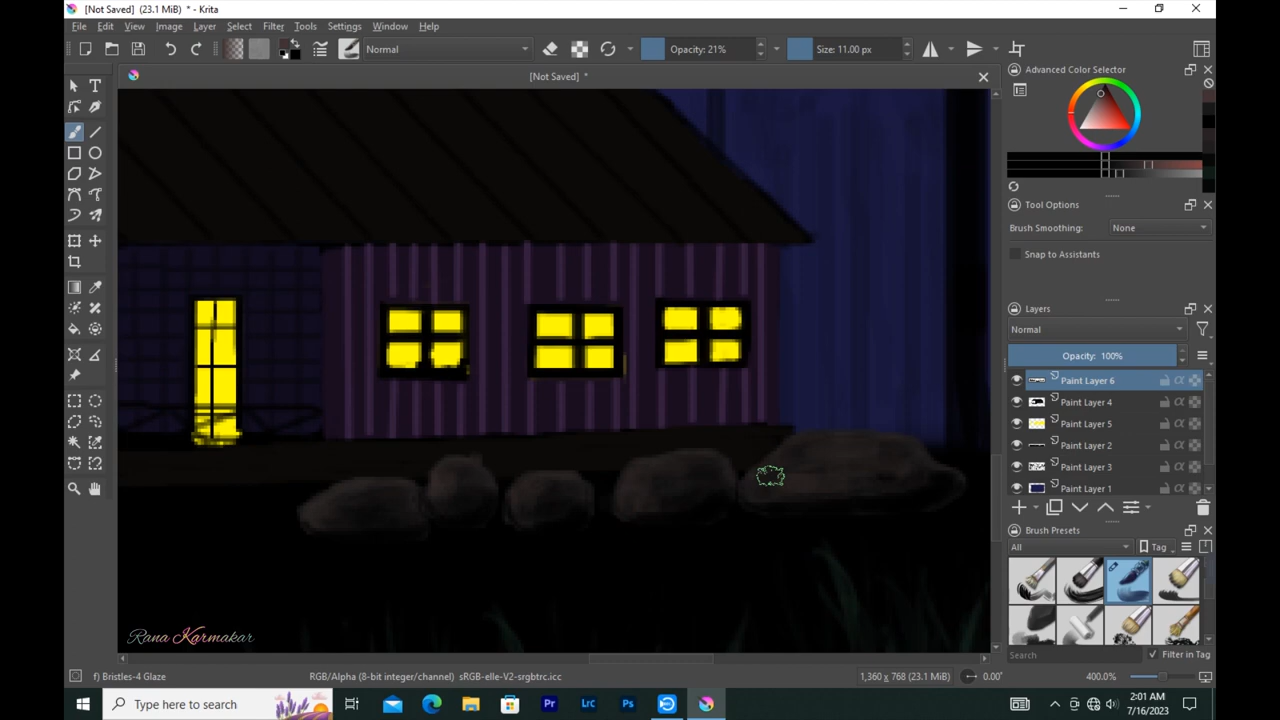 [Not Saved]  (23.1 MiB)  * - Krita
File Edit View Image Layer Select Filter Tools Settings Window Help
Normal Opacity: 21% Size: 11.00 px
[Not Saved]  *
Advanced Color Selector
Tool Options
Brush Smoothing: None
Snap to Assistants
Layers
Normal
Opacity:  100%
Paint Layer 6
Paint Layer 4
Paint Layer 5
Paint Layer 2
Paint Layer 3
Paint Layer 1
Brush Presets
All Tag
Rana Karmakar
Search Filter in Tag
f) Bristles-4 Glaze RGB/Alpha (8-bit integer/channel)  sRGB-elle-V2-srgbtrc.icc 1,360 x 768 (23.1 MiB) 0.00° 400.0%
Type here to search Pr Lrc Ps 2:01 AM
7/16/2023